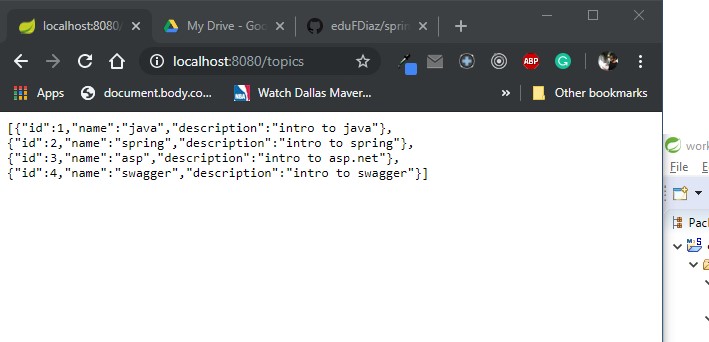 localhost:8080/
My Drive - Goo
eduFDiaz/sprin
localhost:8080/topics
ABP
Apps
document.body.co...
NBA
Watch Dallas Maver...
»
Other bookmarks
[{"id":1,"name":"java","description":"intro to java"},
{"id":2,"name":"spring","description":"intro to spring"},
{"id":3,"name":"asp","description":"intro to asp.net"},
{"id":4,"name":"swagger","description":"intro to swagger"}]
work
File E
Pac